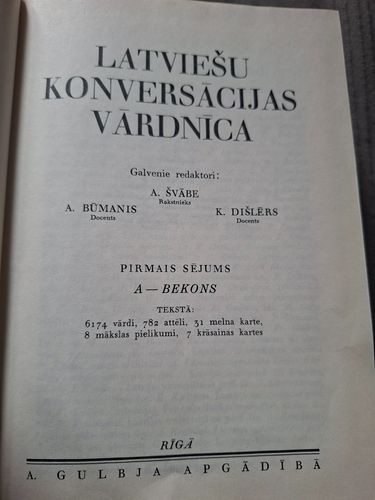 LATVIEŠU
KONVERSĀCIJAS
VĀRDNĪCA
Galvenie redaktori:
A. ŠVĀBE
Rakstnieks
A. BŪMANIS
Docents
K. DIŠLĒRS
Docents
PIRMAIS SĒJUMS
A — BEKONS
TEKSTĀ:
6174 vārdi, 782 attēli, 31 melna karte,
8 mākslas pielikumi, 7 krāsainas kartes
RĪGĀ
A. GULBJA APGĀDĪBĀ